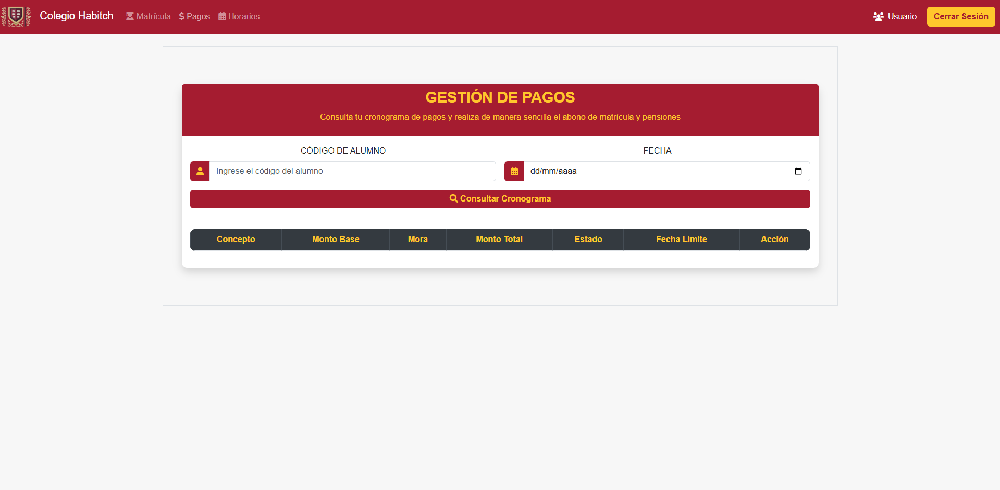 Colegio Habitch Matrícula Pagos Horarios Usuario Cerrar Sesión
GESTIÓN DE PAGOS
Consulta tu cronograma de pagos y realiza de manera sencilla el abono de matrícula y pensiones
CÓDIGO DE ALUMNO FECHA
Ingrese el código del alumno dd/mm/aaaa
Consultar Cronograma
Concepto Monto Base Mora Monto Total Estado Fecha Límite Acción